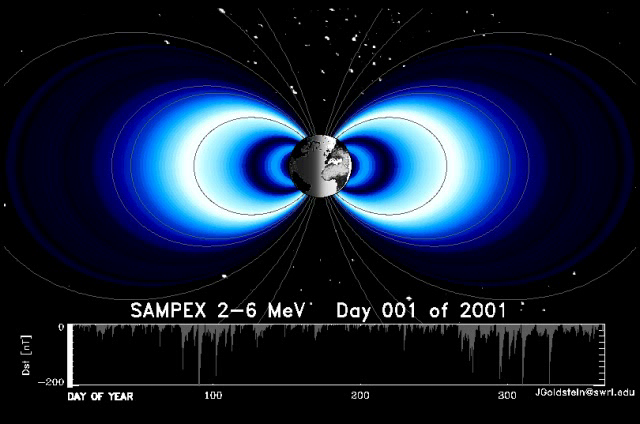 SAMPEX 2-6 MeV Day 001 of 2001
0
Dst [nT]
-200
DAY OF YEAR 100 200 300
JGoldstein@swri.edu